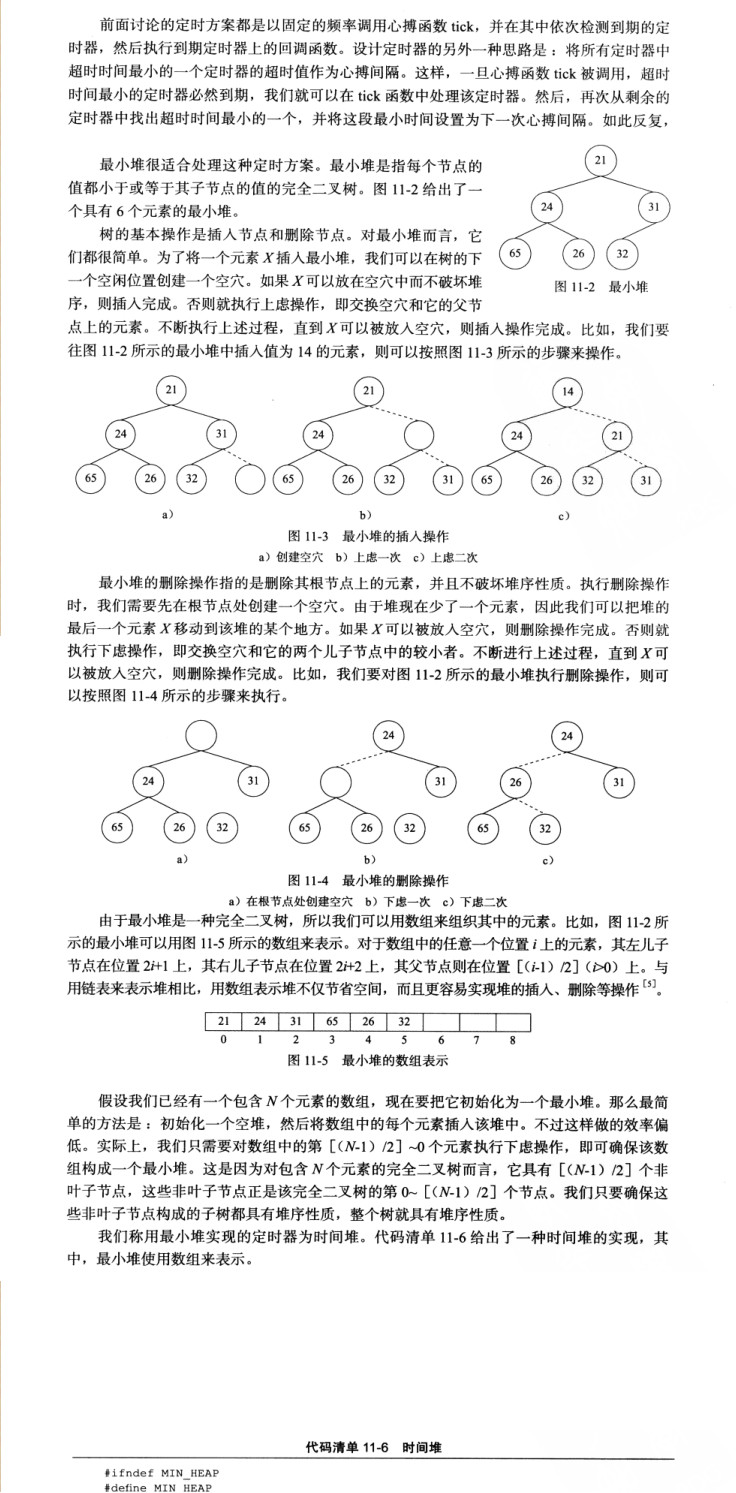 前面讨论的定时方案都是以固定的频率调用心搏函数 tick，并在其中依次检测到期的定
时器，然后执行到期定时器上的回调函数。设计定时器的另外一种思路是：将所有定时器中
超时时间最小的一个定时器的超时值作为心搏间隔。这样，一旦心搏函数 tick 被调用，超时
时间最小的定时器必然到期，我们就可以在 tick 函数中处理该定时器。然后，再次从剩余的
定时器中找出超时时间最小的一个，并将这段最小时间设置为下一次心搏间隔。如此反复，
最小堆很适合处理这种定时方案。最小堆是指每个节点的
值都小于或等于其子节点的值的完全二叉树。图 11-2 给出了一
个具有 6 个元素的最小堆。
树的基本操作是插入节点和删除节点。对最小堆而言，它
们都很简单。为了将一个元素 X 插入最小堆，我们可以在树的下
一个空闲位置创建一个空穴。如果 X 可以放在空穴中而不破坏堆
序，则插入完成。否则就执行上虑操作，即交换空穴和它的父节
21
24 31
65 26 32
图 11-2 最小堆
点上的元素。不断执行上述过程，直到 X 可以被放入空穴，则插入操作完成。比如，我们要
往图 11-2 所示的最小堆中插入值为 14 的元素，则可以按照图 11-3 所示的步骤来操作。
21 21 14
24 31 24 24 21
65 26 32 65 26 32 31 65 26 32 31
a） b） c）
图 11-3 最小堆的插入操作
a）创建空穴 b）上虑一次 c）上虑二次
最小堆的删除操作指的是删除其根节点上的元素，并且不破坏堆序性质。执行删除操作
时，我们需要先在根节点处创建一个空穴。由于堆现在少了一个元素，因此我们可以把堆的
最后一个元素 X 移动到该堆的某个地方。如果 X 可以被放入空穴，则删除操作完成。否则就
执行下虑操作，即交换空穴和它的两个儿子节点中的较小者。不断进行上述过程，直到 X 可
以被放入空穴，则删除操作完成。比如，我们要对图 11-2 所示的最小堆执行删除操作，则可
以按照图 11-4 所示的步骤来执行。
24 24
24 31 31 26 31
65 26 32 65 26 32 65 32
a） b） c）
图 11-4 最小堆的删除操作
a）在根节点处创建空穴 b）下虑一次 c）下虑二次
由于最小堆是一种完全二叉树，所以我们可以用数组来组织其中的元素。比如，图 11-2 所
示的最小堆可以用图 11-5 所示的数组来表示。对于数组中的任意一个位置 i 上的元素，其左儿子
节点在位置 2i+1 上，其右儿子节点在位置 2i+2 上，其父节点则在位置 [（i-1）/2]（i>0）上。与
用链表来表示堆相比，用数组表示堆不仅节省空间，而且更容易实现堆的插入、删除等操作[5]。
21 24 31 65 26 32
0 1 2 3 4 5 6 7 8
图 11-5 最小堆的数组表示
假设我们已经有一个包含 N 个元素的数组，现在要把它初始化为一个最小堆。那么最简
单的方法是：初始化一个空堆，然后将数组中的每个元素插入该堆中。不过这样做的效率偏
低。实际上，我们只需要对数组中的第 [（N-1）/2] ~0 个元素执行下虑操作，即可确保该数
组构成一个最小堆。这是因为对包含 N 个元素的完全二叉树而言，它具有 [（N-1）/2] 个非
叶子节点，这些非叶子节点正是该完全二叉树的第 0~ [（N-1）/2] 个节点。我们只要确保这
些非叶子节点构成的子树都具有堆序性质，整个树就具有堆序性质。
我们称用最小堆实现的定时器为时间堆。代码清单 11-6 给出了一种时间堆的实现，其
中，最小堆使用数组来表示。
代码清单 11-6 时间堆
#ifndef MIN_HEAP
#define MIN_HEAP